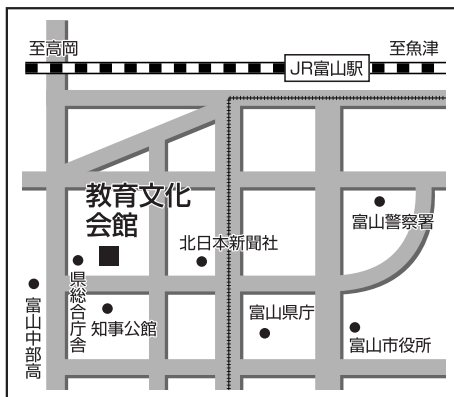 至高岡
至魚津
JR富山駅
教育文化
会館
富山警察署
北日本新聞社
県総合庁舎
富山中部高
知事公館
富山県庁
富山市役所